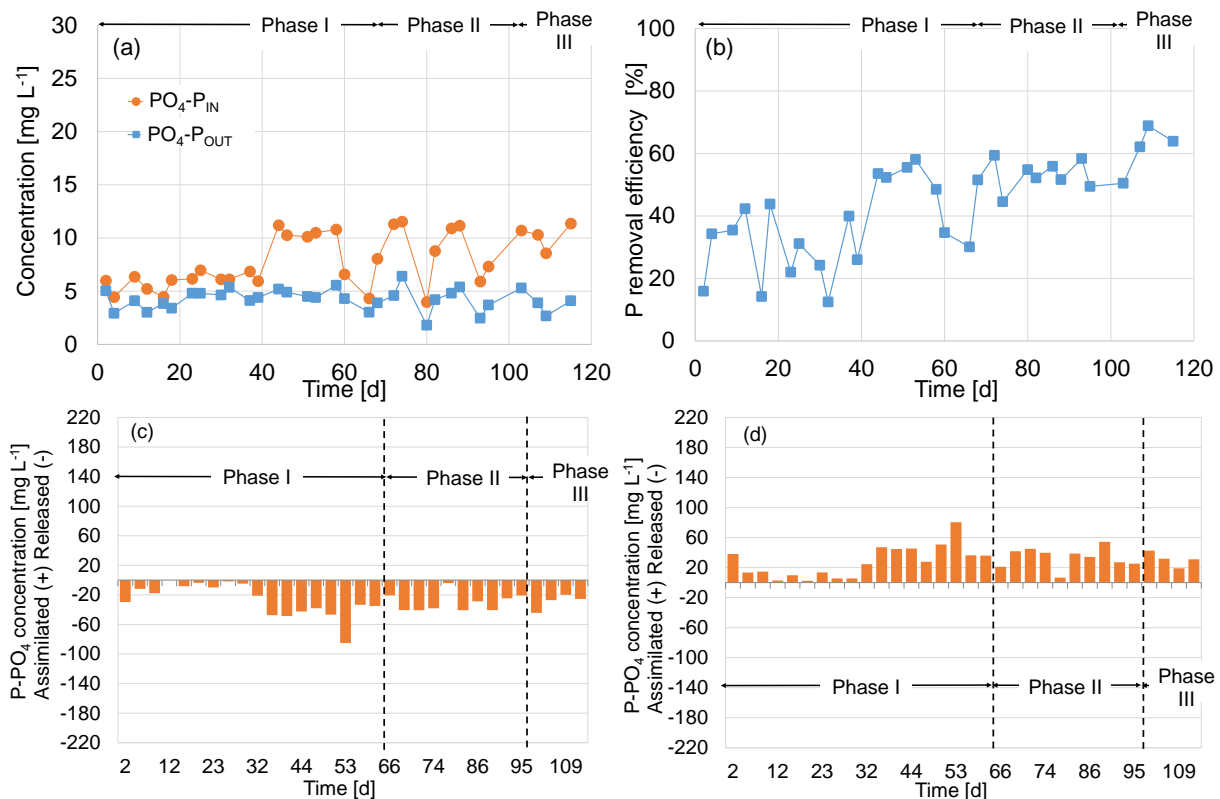 (a)
Phase I
Phase II
Phase
III
Concentration [mg L⁻¹]
30
25
20
15
10
5
0
PO₄-P_IN
PO₄-P_OUT
0 20 40 60 80 100 120
Time [d]
(b)
Phase I
Phase II
Phase
III
P removal efficiency [%]
100
80
60
40
20
0
0 20 40 60 80 100 120
Time [d]
(c)
Phase I
Phase II
Phase
III
P-PO₄ concentration [mg L⁻¹]
Assimilated (+) Released (-)
220
180
140
100
60
20
-20
-60
-100
-140
-180
-220
2 12 23 32 44 53 66 74 85 95 109
Time [d]
(d)
P-PO₄ concentration [mg L⁻¹]
Assimilated (+) Released (-)
220
180
140
100
60
20
-20
-60
-100
-140
-180
-220
Phase I
Phase II
Phase
III
2 12 23 32 44 53 66 74 85 95 109
Time [d]